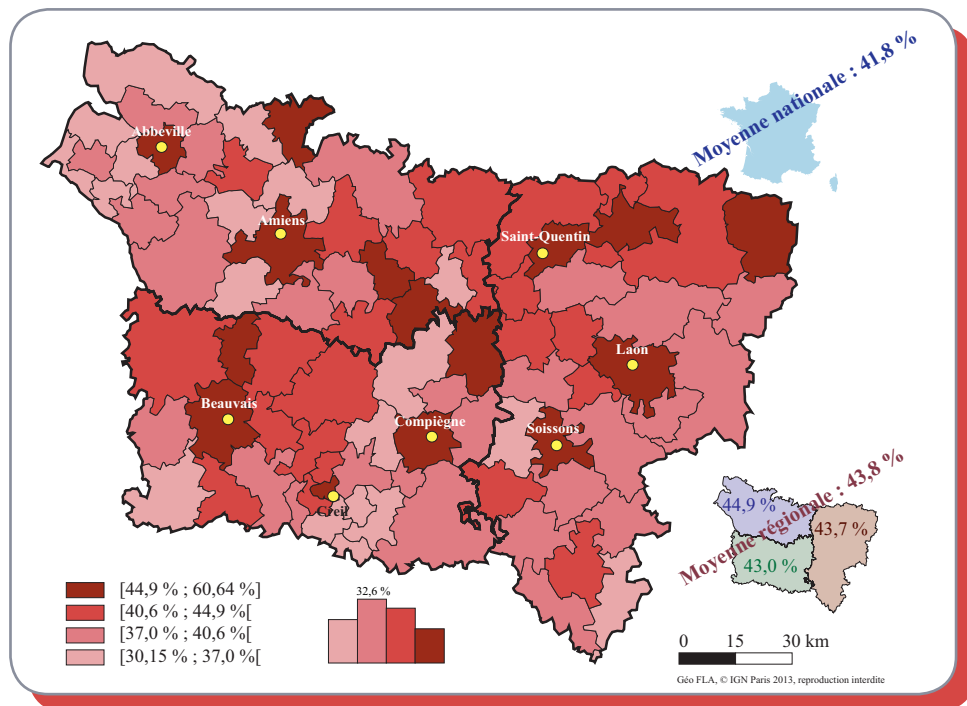 Moyenne nationale : 41,8 %
Abbeville
Amiens
Saint-Quentin
Laon
Beauvais
Compiègne
Soissons
Creil
Moyenne régionale : 43,8 %
44,9 %
43,7 %
43,0 %
[44,9 % ; 60,64 %]
[40,6 % ; 44,9 %[
[37,0 % ; 40,6 %[
[30,15 % ; 37,0 %[
32,6 %
0 15 30 km
Géo FLA, © IGN Paris 2013, reproduction interdite